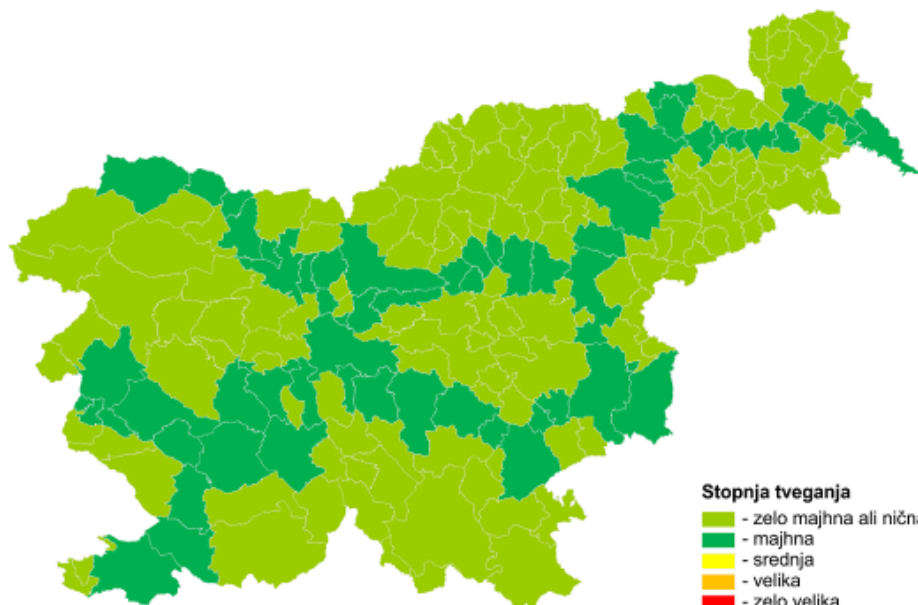 Stopnja tveganja
- zelo majhna ali nična
- majhna
- srednja
- velika
- zelo velika